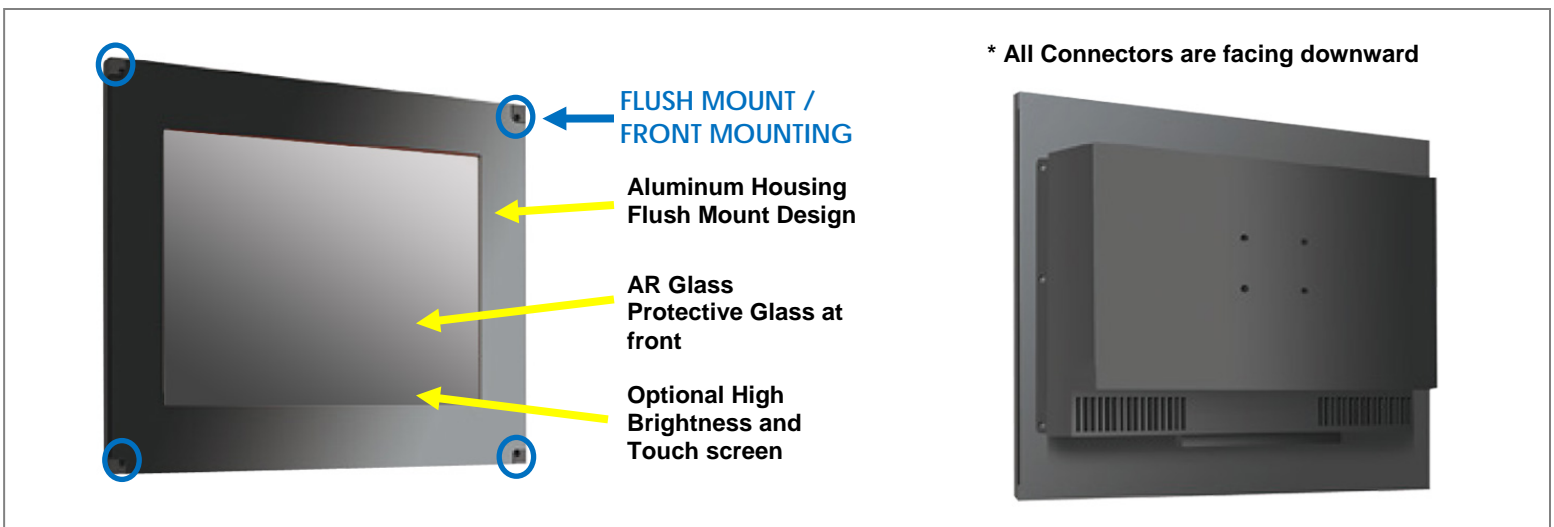 * All Connectors are facing downward
FLUSH MOUNT /
FRONT MOUNTING
Aluminum Housing
Flush Mount Design
AR Glass
Protective Glass at
front
Optional High
Brightness and
Touch screen